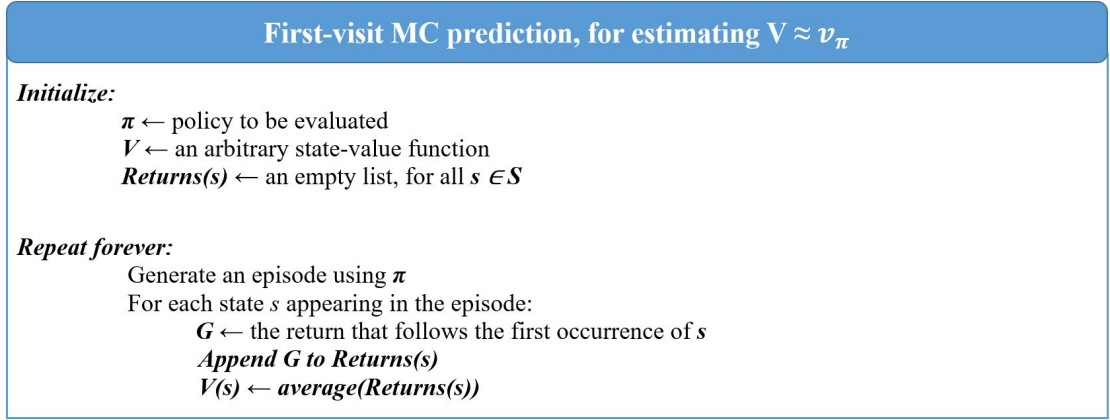 First-visit MC prediction, for estimating V ≈ vπ
Initialize:
π ← policy to be evaluated
V ← an arbitrary state-value function
Returns(s) ← an empty list, for all s ∈ S
Repeat forever:
Generate an episode using π
For each state s appearing in the episode:
G ← the return that follows the first occurrence of s
Append G to Returns(s)
V(s) ← average(Returns(s))